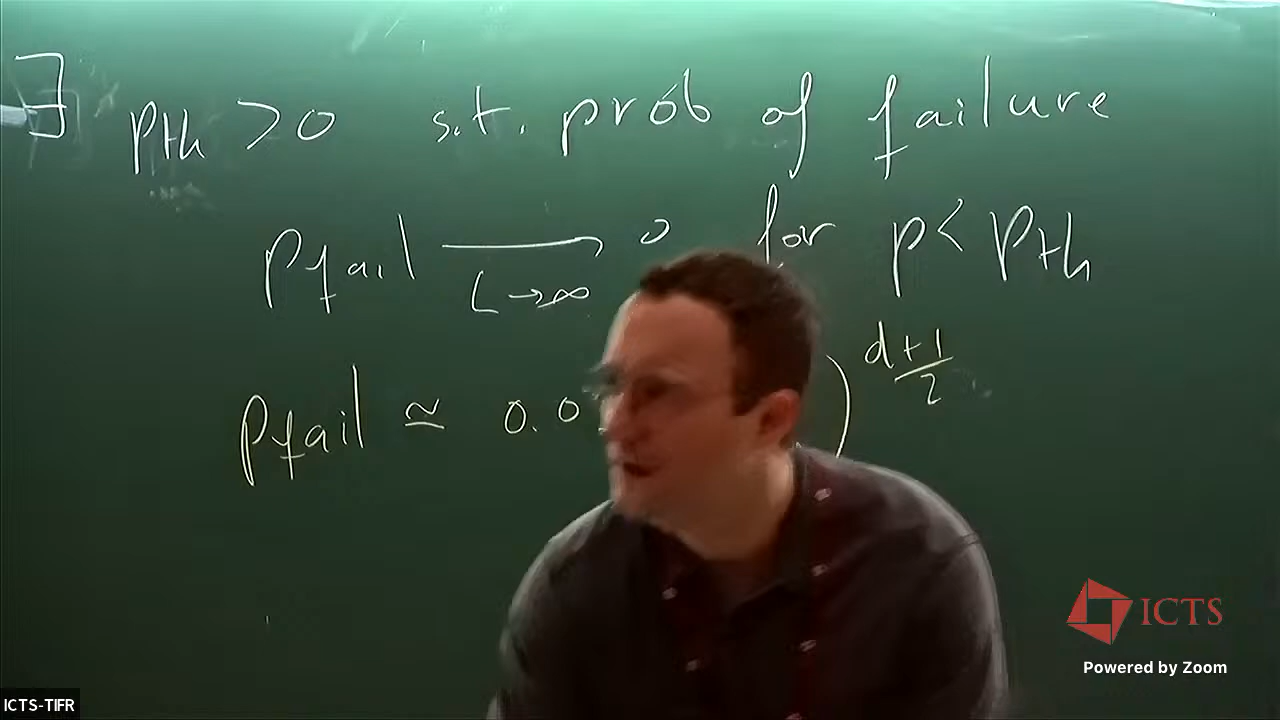 ∃ pth > 0 s.t. prob of failure
pfail → 0 for p < pth
L→∞
pfail ≃ 0.0 ) d+1
2
ICTS
Powered by Zoom
ICTS-TIFR